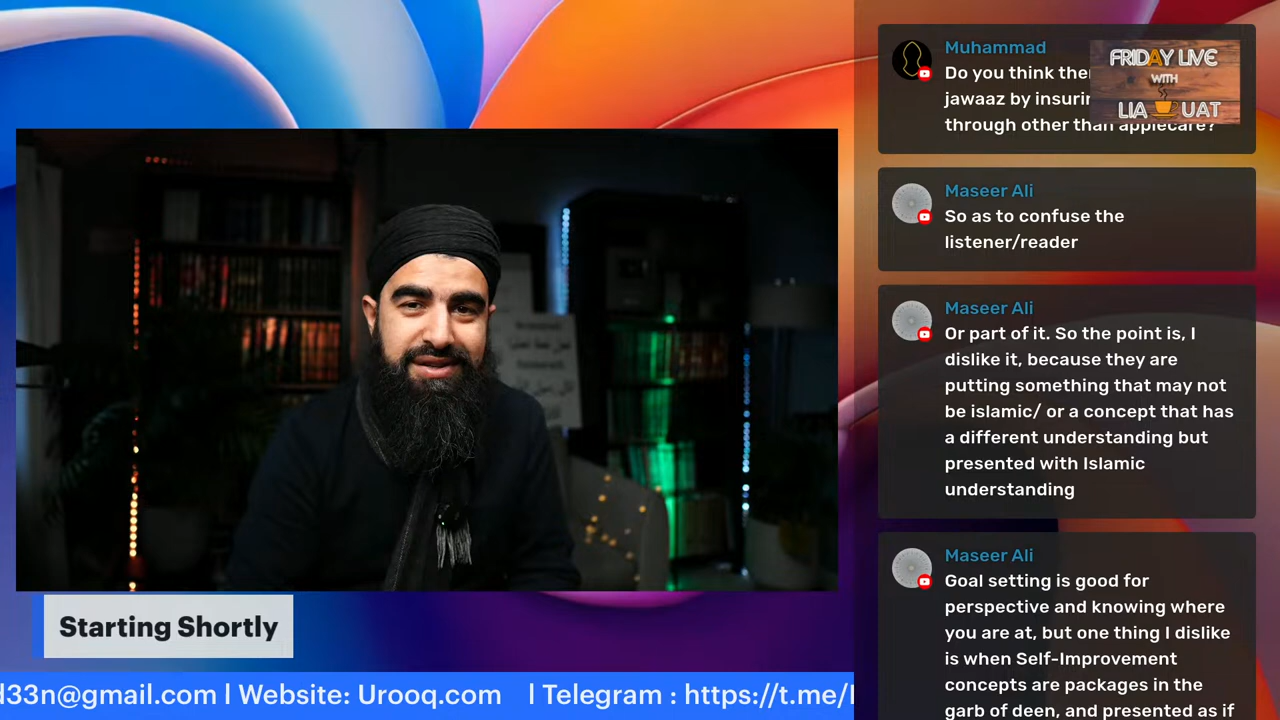 Muhammad
Do you think
jawaaz by
through other than applecare?
FRIDAY LIVE
WITH
LIA UAT
Maseer Ali
So as to confuse the
listener/reader
Maseer Ali
Or part of it. So the point is, I
dislike it, because they are
putting something that may not
be islamic/ or a concept that has
a different understanding but
presented with Islamic
understanding
Maseer Ali
Goal setting is good for
perspective and knowing where
you are at, but one thing I dislike
is when Self-Improvement
concepts are packages in the
garb of deen, and presented as if
Starting Shortly
d33n@gmail.com l Website: Urooq.com l Telegram : https://t.me/